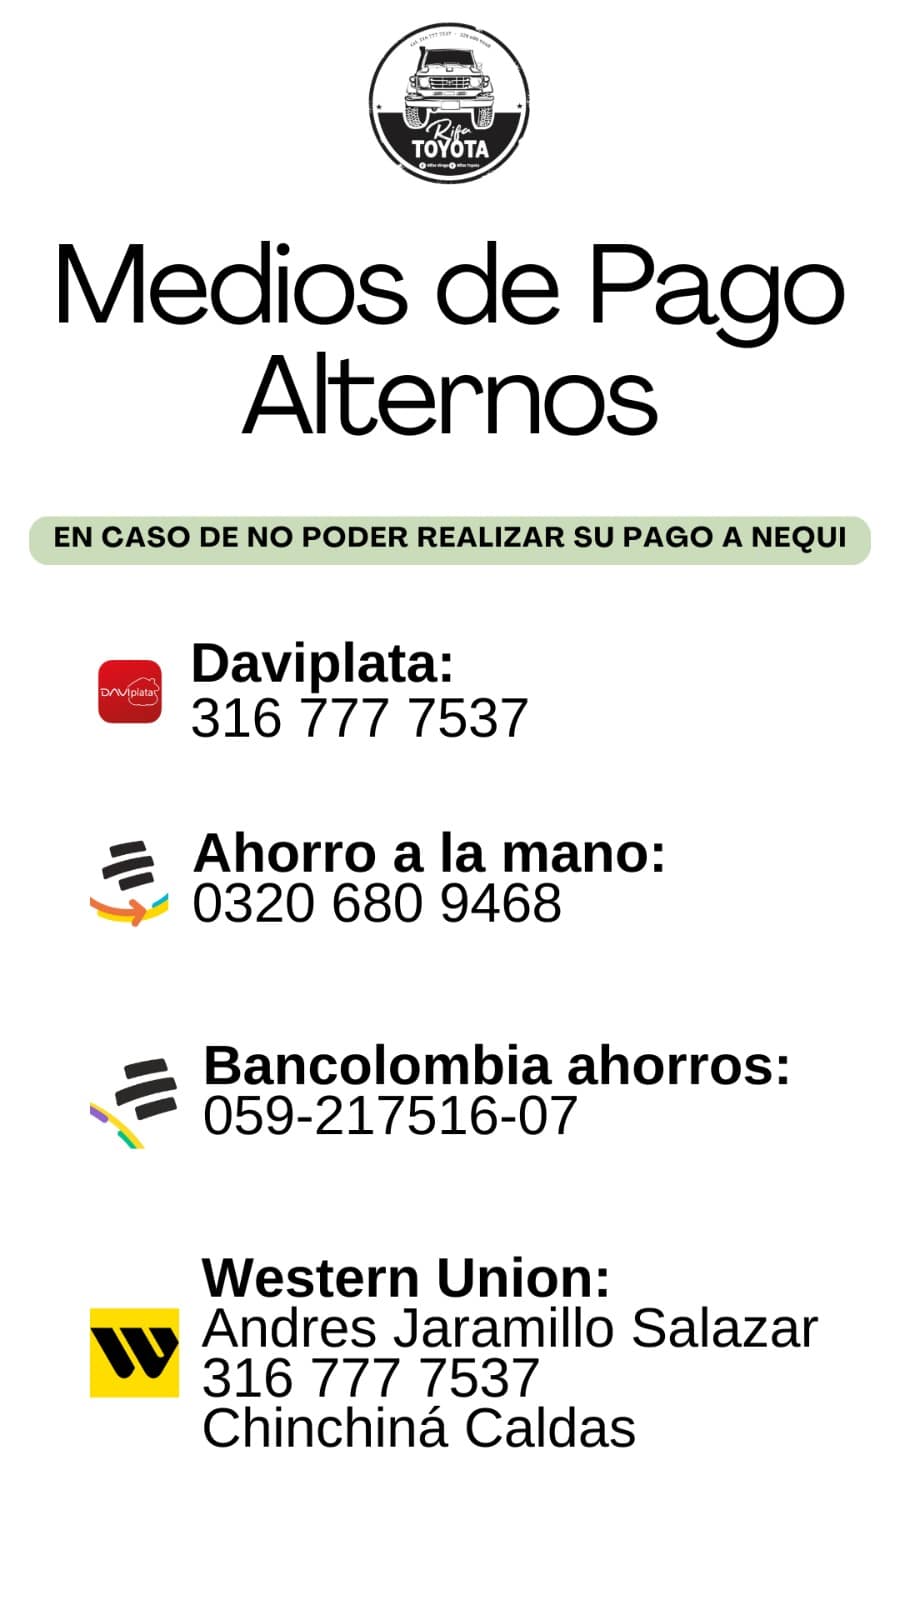 Rifa
TOYOTA
Medios de Pago
Alternos
EN CASO DE NO PODER REALIZAR SU PAGO A NEQUI
DAVIplata
Daviplata:
316 777 7537
Ahorro a la mano:
0320 680 9468
Bancolombia ahorros:
059-217516-07
Western Union:
Andres Jaramillo Salazar
316 777 7537
Chinchiná Caldas